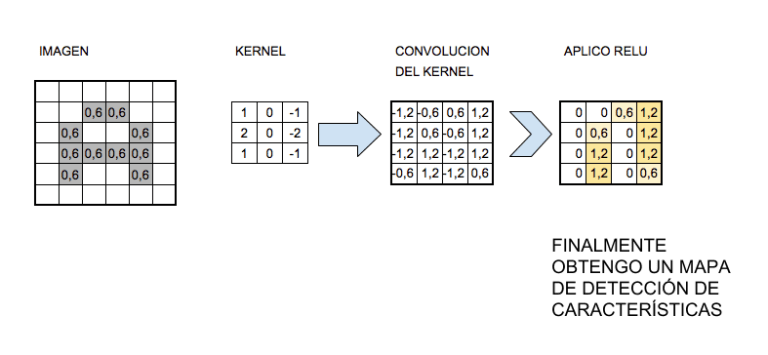 IMAGEN
KERNEL
CONVOLUCION
DEL KERNEL
APLICO RELU
0,6 0,6
0,6 0,6
0,6 0,6 0,6 0,6
0,6 0,6
1 0 -1
2 0 -2
1 0 -1
-1,2 -0,6 0,6 1,2
-1,2 0,6 -0,6 1,2
-1,2 1,2 -1,2 1,2
-0,6 1,2 -1,2 0,6
0 0 0,6 1,2
0 0,6 0 1,2
0 1,2 0 1,2
0 1,2 0 0,6
FINALMENTE
OBTENGO UN MAPA
DE DETECCIÓN DE
CARACTERÍSTICAS